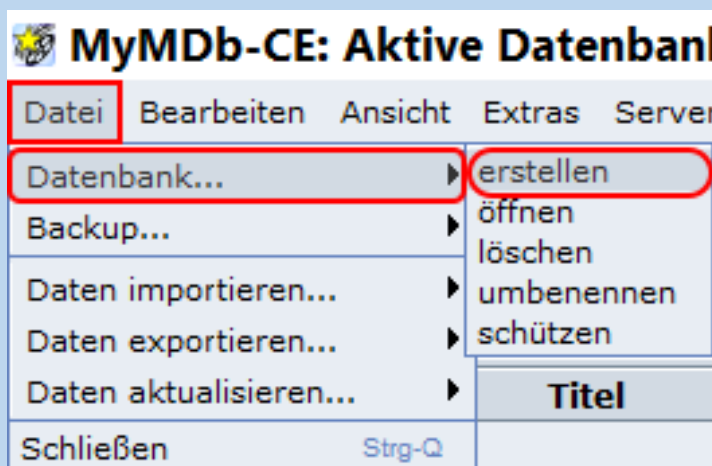 MyMDb-CE: Aktive Datenbank
Datei Bearbeiten Ansicht Extras Server
Datenbank...
erstellen
öffnen
löschen
umbenennen
schützen
Backup...
Daten importieren...
Daten exportieren...
Daten aktualisieren...
Titel
Schließen Strg-Q